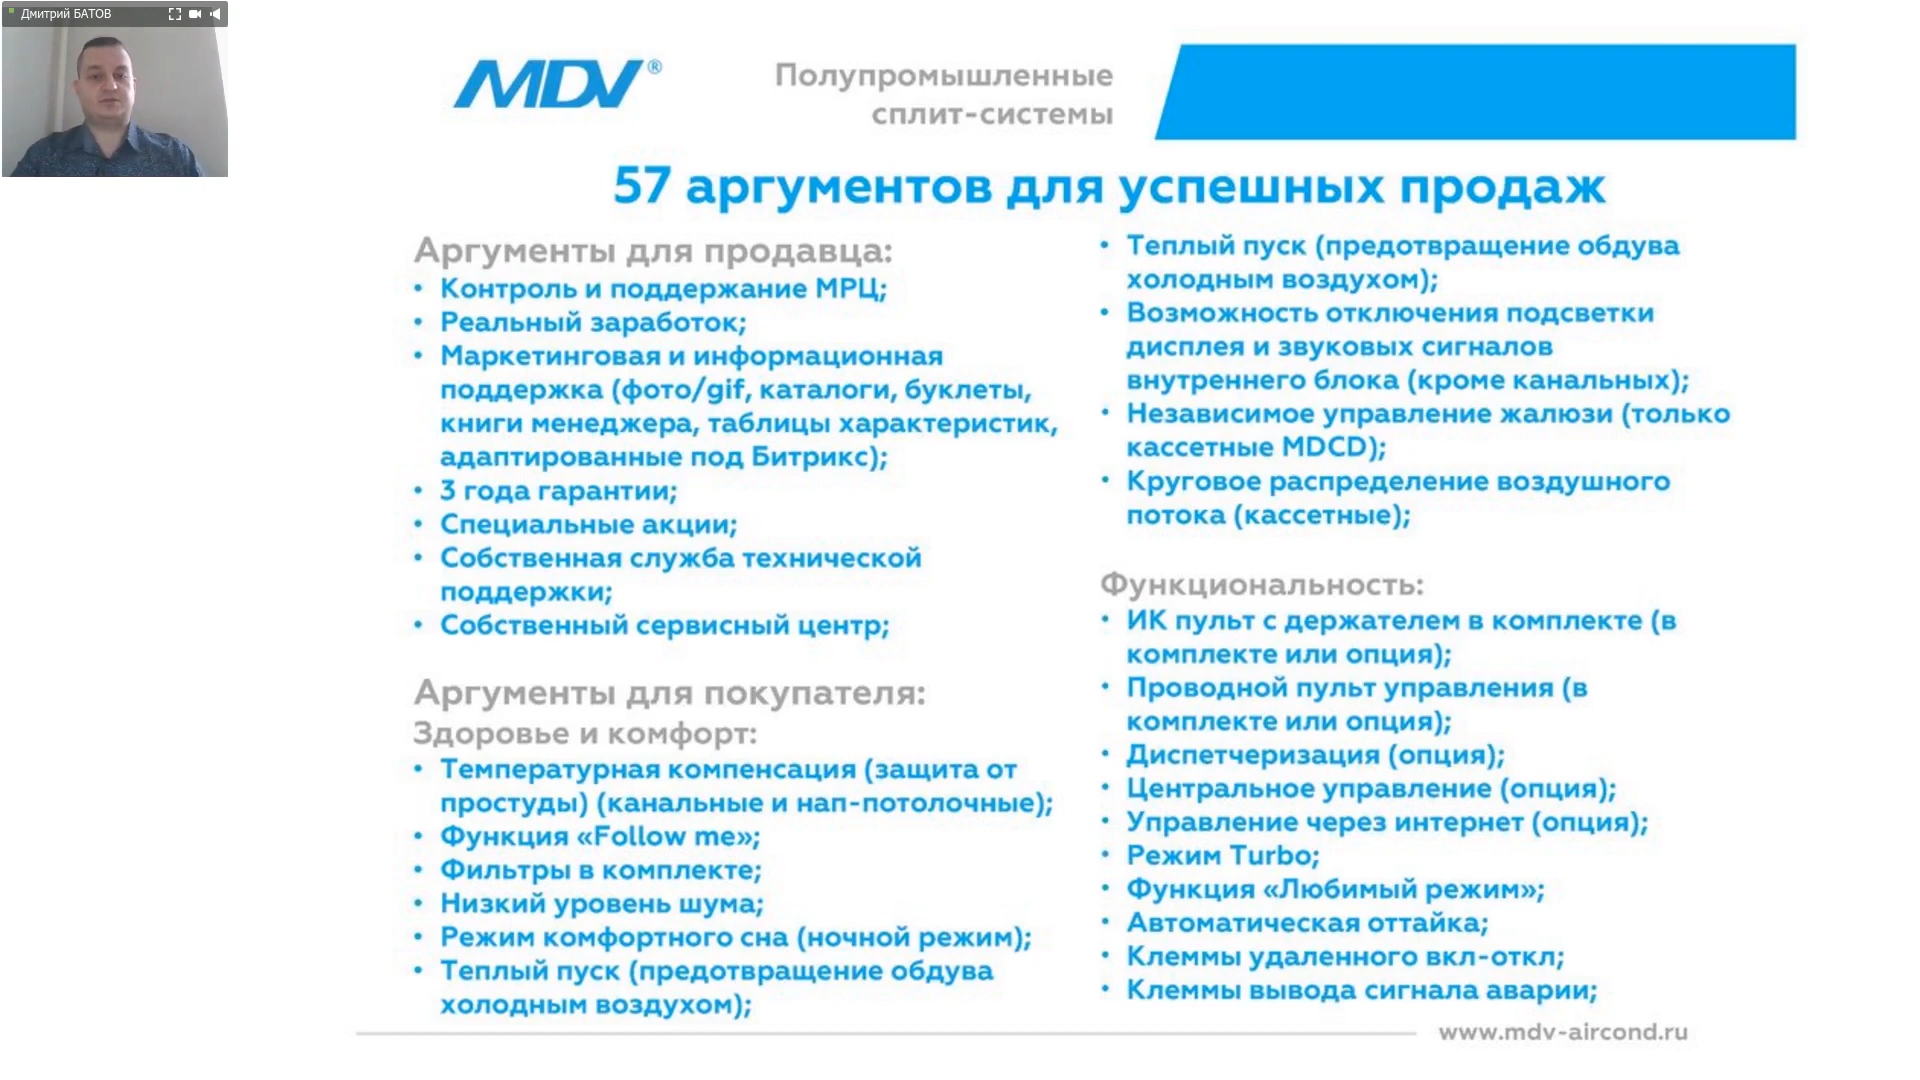 Дмитрий БАТОВ
MDV®
Полупромышленные
сплит-системы
57 аргументов для успешных продаж
Аргументы для продавца:
• Контроль и поддержание МРЦ;
• Реальный заработок;
• Маркетинговая и информационная
поддержка (фото/gif, каталоги, буклеты,
книги менеджера, таблицы характеристик,
адаптированные под Битрикс);
• 3 года гарантии;
• Специальные акции;
• Собственная служба технической
поддержки;
• Собственный сервисный центр;
Аргументы для покупателя:
Здоровье и комфорт:
• Температурная компенсация (защита от
простуды) (канальные и нап-потолочные);
• Функция «Follow me»;
• Фильтры в комплекте;
• Низкий уровень шума;
• Режим комфортного сна (ночной режим);
• Теплый пуск (предотвращение обдува
холодным воздухом);
• Теплый пуск (предотвращение обдува
холодным воздухом);
• Возможность отключения подсветки
дисплея и звуковых сигналов
внутреннего блока (кроме канальных);
• Независимое управление жалюзи (только
кассетные MDCD);
• Круговое распределение воздушного
потока (кассетные);
Функциональность:
• ИК пульт с держателем в комплекте (в
комплекте или опция);
• Проводной пульт управления (в
комплекте или опция);
• Диспетчеризация (опция);
• Центральное управление (опция);
• Управление через интернет (опция);
• Режим Turbo;
• Функция «Любимый режим»;
• Автоматическая оттайка;
• Клеммы удаленного вкл-откл;
• Клеммы вывода сигнала аварии;
www.mdv-aircond.ru